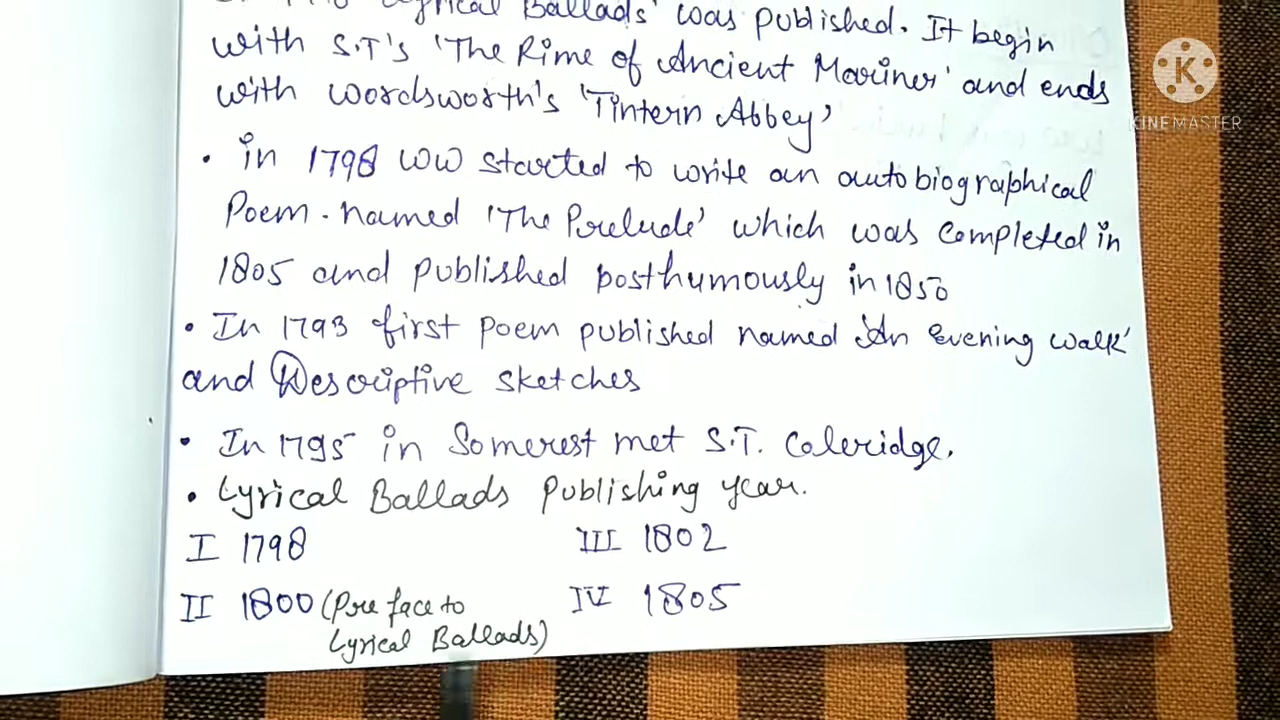 Lyrical Ballads' was published. It begin
with S.T's 'The Rime of Ancient Mariner' and ends
with wordsworth's 'Tintern Abbey'
• in 1798 WW started to write an autobiographical
Poem. named 'The Prelude' which was completed in
1805 and published posthumously in 1850
• In 1793 first poem published named 'An Evening walk'
and Descriptive sketches
• In 1795 in Somerest met S.T. Coleridge.
• Lyrical Ballads Publishing year.
I 1798 III 1802
II 1800 (Preface to IV 1805
Lyrical Ballads)
K
KINEMASTER